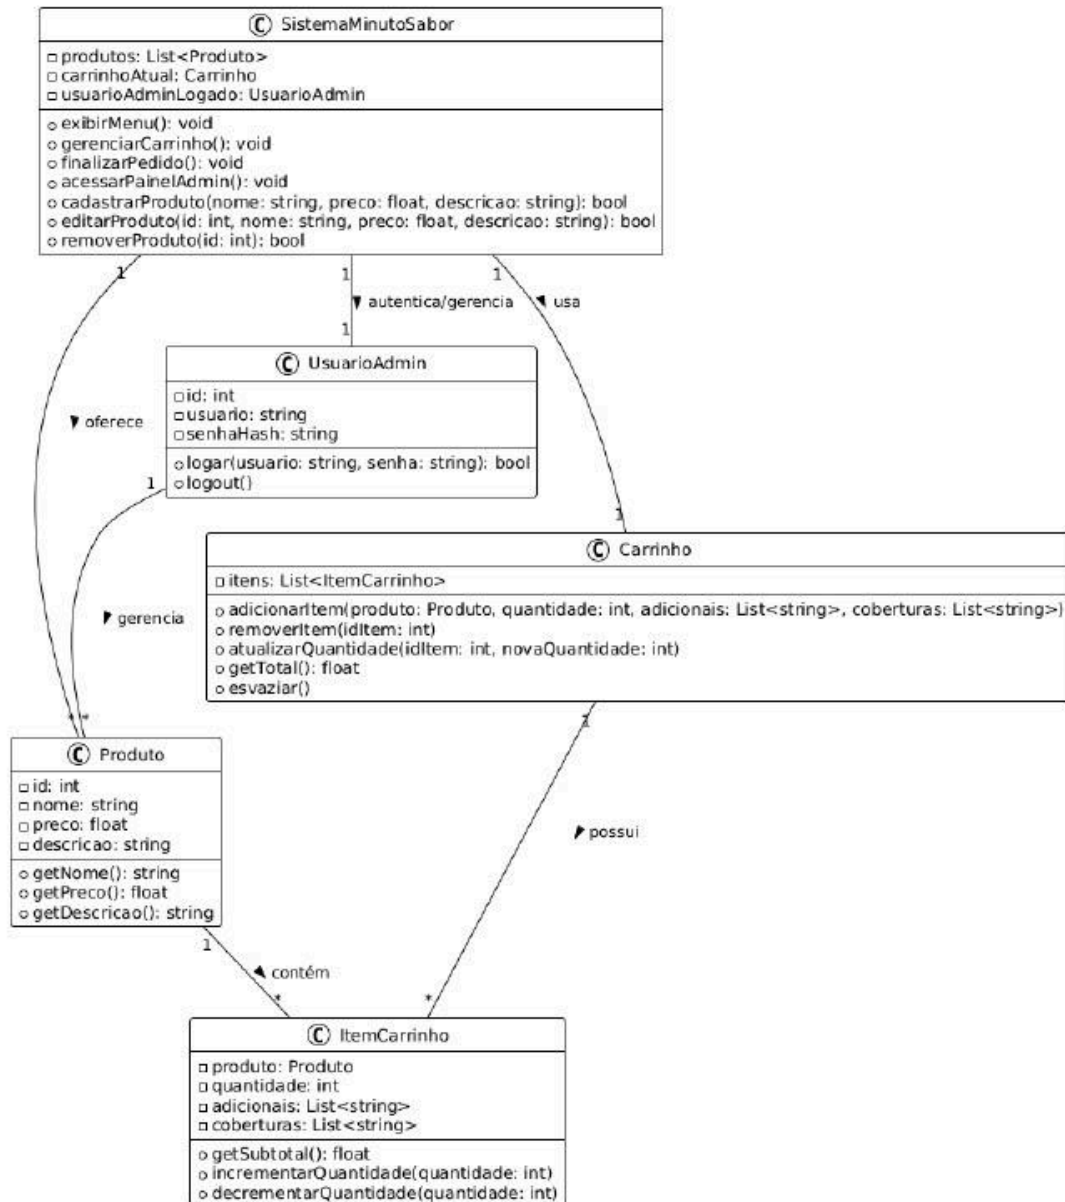 C SistemaMinutoSabor
produtos: List<Produto>
carrinhoAtual: Carrinho
usuarioAdminLogado: UsuarioAdmin
exibirMenu(): void
gerenciarCarrinho(): void
finalizarPedido(): void
acessarPainelAdmin(): void
cadastrarProduto(nome: string, preco: float, descricao: string): bool
editarProduto(id: int, nome: string, preco: float, descricao: string): bool
removerProduto(id: int): bool
1
1
1
autentica/gerencia
usa
1
C UsuarioAdmin
id: int
usuario: string
senhaHash: string
logar(usuario: string, senha: string): bool
logout()
oferece
1
1
C Carrinho
itens: List<ItemCarrinho>
adicionarItem(produto: Produto, quantidade: int, adicionais: List<string>, coberturas: List<string>)
removerItem(idItem: int)
atualizarQuantidade(idItem: int, novaQuantidade: int)
getTotal(): float
esvaziar()
gerencia
* *
1
C Produto
id: int
nome: string
preco: float
descricao: string
getNome(): string
getPreco(): float
getDescricao(): string
possui
1
contém
*
*
C ItemCarrinho
produto: Produto
quantidade: int
adicionais: List<string>
coberturas: List<string>
getSubtotal(): float
incrementarQuantidade(quantidade: int)
decrementarQuantidade(quantidade: int)